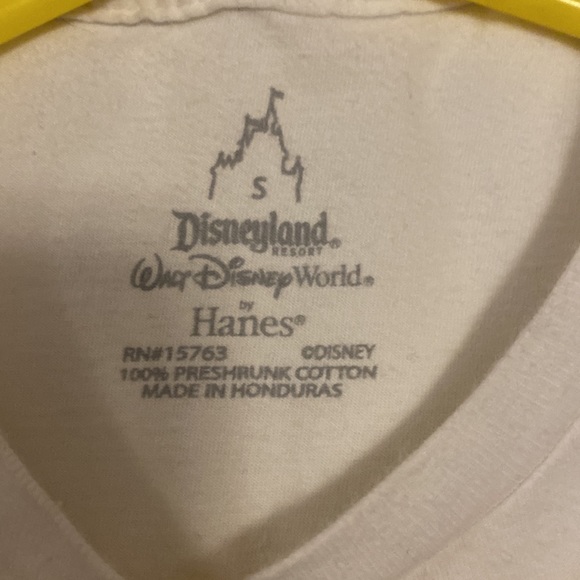 S
Disneyland®
RESORT
Walt Disney World®
by
Hanes®
RN#15763 ©DISNEY
100% PRESHRUNK COTTON
MADE IN HONDURAS